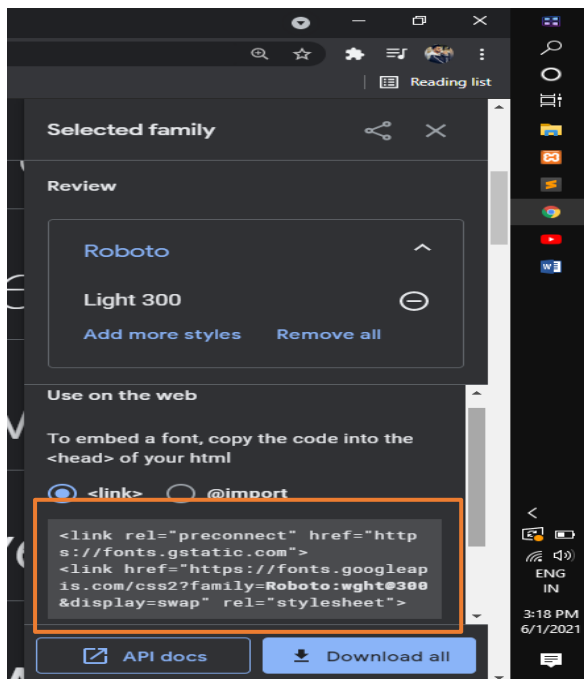 Reading list
Selected family
Review
Roboto
Light 300
Add more styles Remove all
Use on the web
To embed a font, copy the code into the
<head> of your html
<link> @import
<link rel="preconnect" href="http
s://fonts.gstatic.com">
<link href="https://fonts.googleap
is.com/css2?family=Roboto:wght@300
&display=swap" rel="stylesheet">
API docs Download all
ENG
IN
3:18 PM
6/1/2021